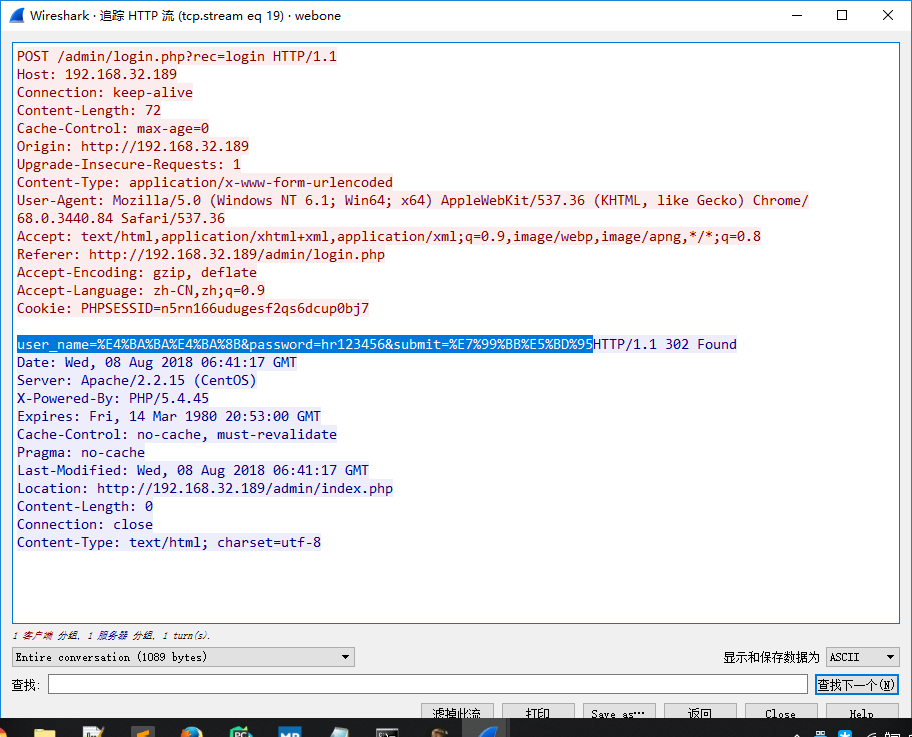 Wireshark · 追踪 HTTP 流 (tcp.stream eq 19) · webone
POST /admin/login.php?rec=login HTTP/1.1
Host: 192.168.32.189
Connection: keep-alive
Content-Length: 72
Cache-Control: max-age=0
Origin: http://192.168.32.189
Upgrade-Insecure-Requests: 1
Content-Type: application/x-www-form-urlencoded
User-Agent: Mozilla/5.0 (Windows NT 6.1; Win64; x64) AppleWebKit/537.36 (KHTML, like Gecko) Chrome/
68.0.3440.84 Safari/537.36
Accept: text/html,application/xhtml+xml,application/xml;q=0.9,image/webp,image/apng,*/*;q=0.8
Referer: http://192.168.32.189/admin/login.php
Accept-Encoding: gzip, deflate
Accept-Language: zh-CN,zh;q=0.9
Cookie: PHPSESSID=n5rn166udugesf2qs6dcup0bj7
user_name=%E4%BA%BA%E4%BA%8B&password=hr123456&submit=%E7%99%BB%E5%BD%95HTTP/1.1 302 Found
Date: Wed, 08 Aug 2018 06:41:17 GMT
Server: Apache/2.2.15 (CentOS)
X-Powered-By: PHP/5.4.45
Expires: Fri, 14 Mar 1980 20:53:00 GMT
Cache-Control: no-cache, must-revalidate
Pragma: no-cache
Last-Modified: Wed, 08 Aug 2018 06:41:17 GMT
Location: http://192.168.32.189/admin/index.php
Content-Length: 0
Connection: close
Content-Type: text/html; charset=utf-8
1 客户端 分组, 1 服务器 分组, 1 turn(s).
Entire conversation (1089 bytes) 显示和保存数据为 ASCII
查找: 查找下一个(N)
滤掉此流 打印 Save as… 返回 Close Help